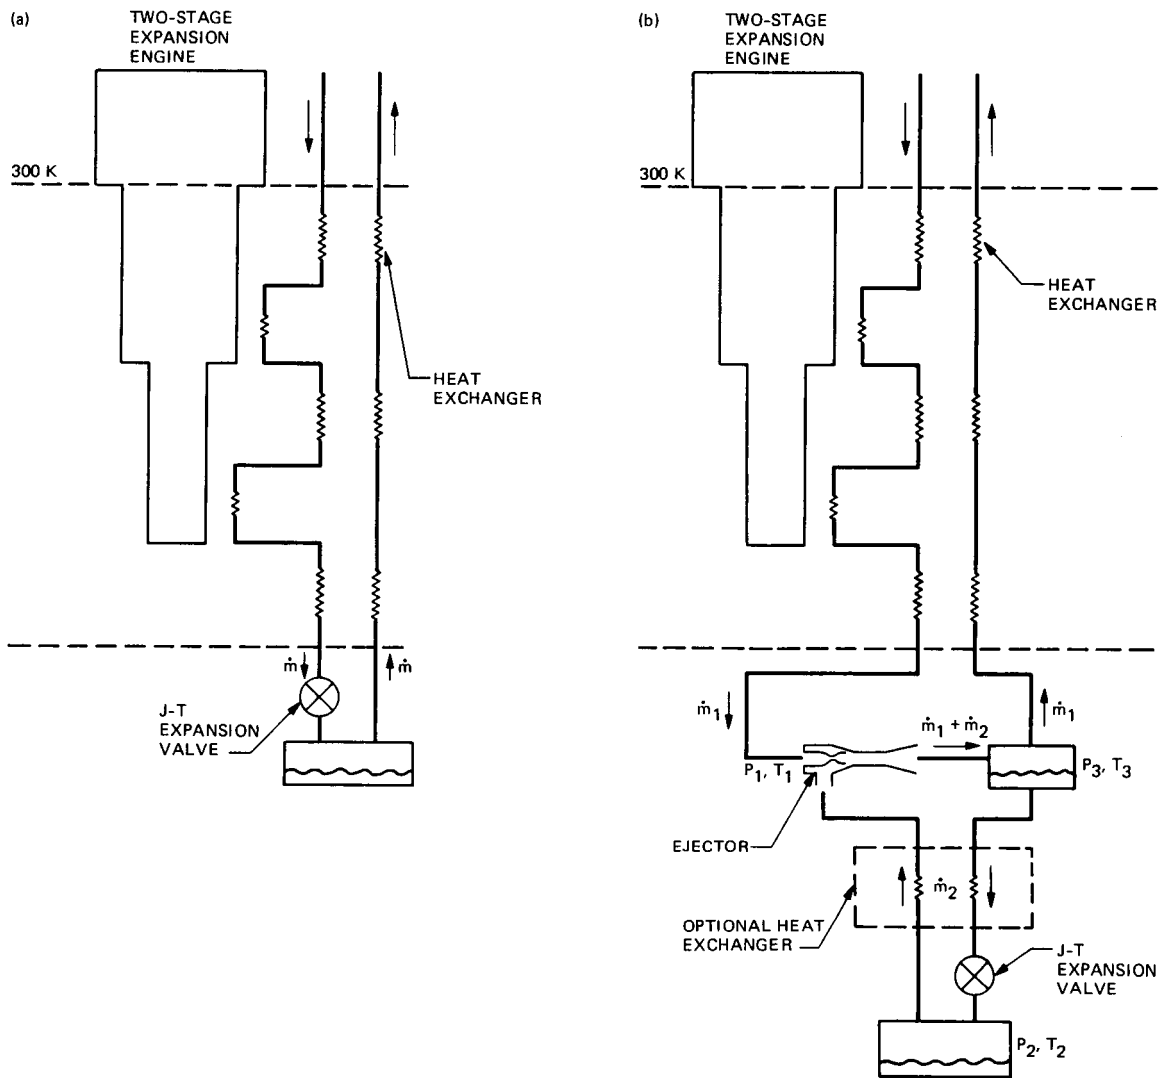 (a)
TWO-STAGE
EXPANSION
ENGINE
300 K
HEAT
EXCHANGER
ṁ
ṁ
J-T
EXPANSION
VALVE
(b)
TWO-STAGE
EXPANSION
ENGINE
300 K
HEAT
EXCHANGER
ṁ1
ṁ1 + ṁ2
ṁ1
P1, T1
P3, T3
EJECTOR
ṁ2
OPTIONAL HEAT
EXCHANGER
J-T
EXPANSION
VALVE
P2, T2